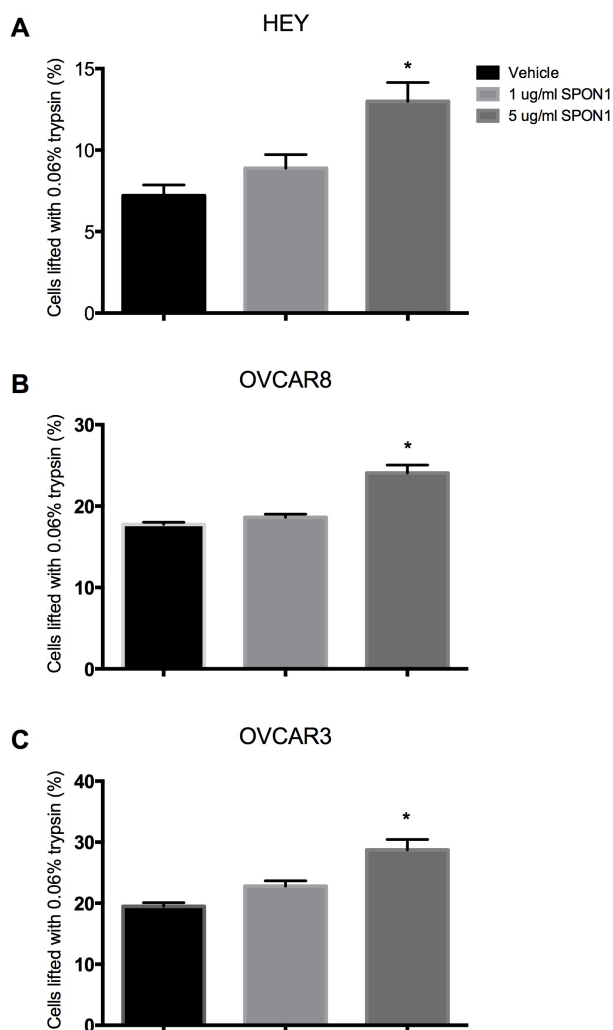 A
HEY
Cells lifted with 0.06% trypsin (%)
15
10
5
0
*
Vehicle
1 ug/ml SPON1
5 ug/ml SPON1
B
OVCAR8
Cells lifted with 0.06% trypsin (%)
30
20
10
0
*
C
OVCAR3
Cells lifted with 0.06% trypsin (%)
40
30
20
10
0
*